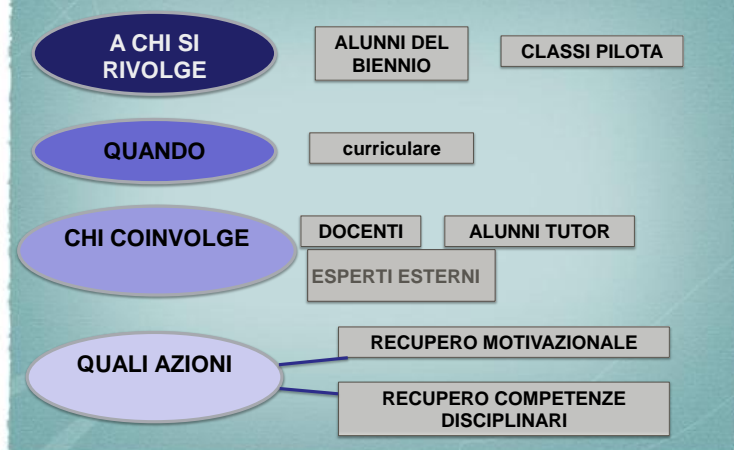 A CHI SI
RIVOLGE
ALUNNI DEL
BIENNIO
CLASSI PILOTA
QUANDO
curriculare
CHI COINVOLGE
DOCENTI
ALUNNI TUTOR
ESPERTI ESTERNI
QUALI AZIONI
RECUPERO MOTIVAZIONALE
RECUPERO COMPETENZE
DISCIPLINARI